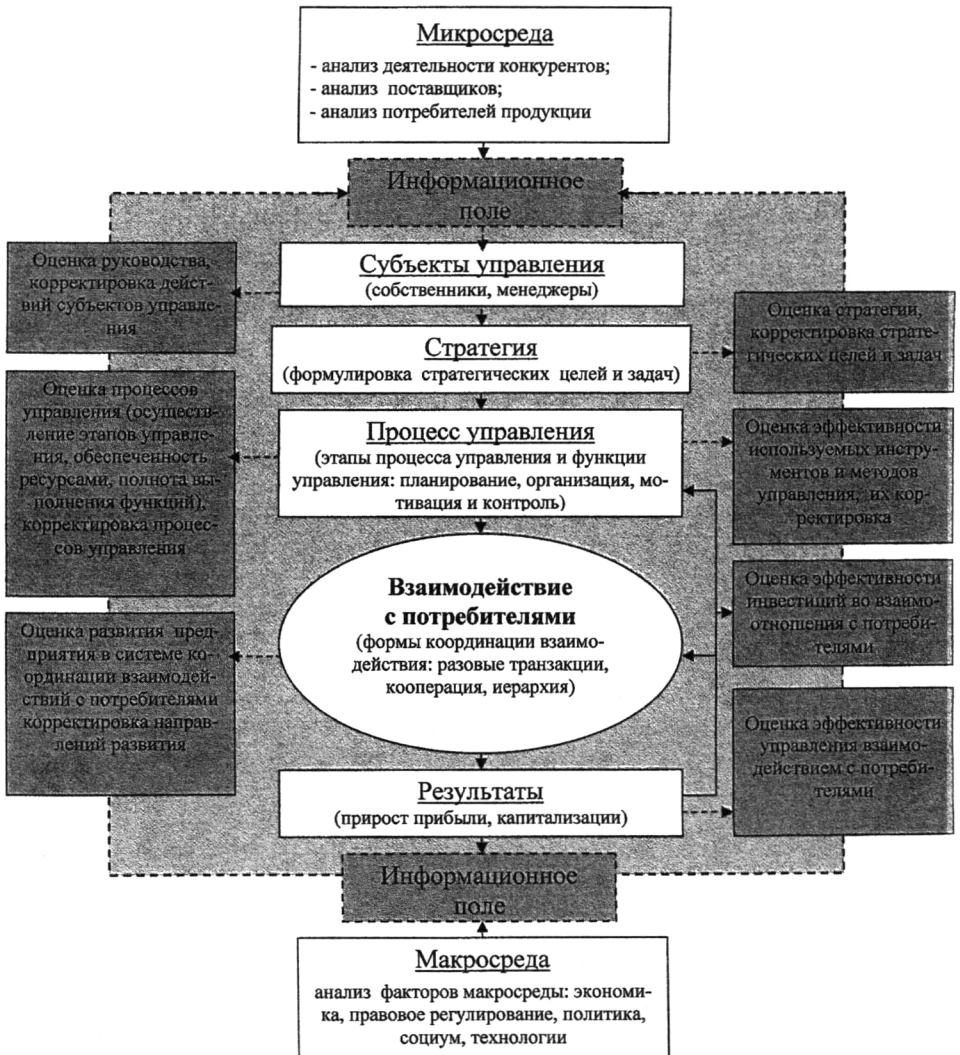 Микросреда
- анализ деятельности конкурентов;
- анализ поставщиков;
- анализ потребителей продукции
Информационное
поле
Субъекты управления
(собственники, менеджеры)
Оценка руководства,
корректировка дейст-
вий субъектов управле-
ния
Стратегия
(формулировка стратегических целей и задач)
Оценка стратегии,
корректировка страте-
гических целей и задач
Оценка процессов
управления (осуществ-
ление этапов управле-
ния, обеспеченность
ресурсами, полнота вы-
полнения функций),
корректировка процес-
сов управления
Процесс управления
(этапы процесса управления и функции
управления: планирование, организация, мо-
тивация и контроль)
Оценка эффективности
используемых инстру-
ментов и методов
управления, их кор-
ректировка
Взаимодействие
с потребителями
(формы координации взаимо-
действия: разовые транзакции,
кооперация, иерархия)
Оценка эффективности
инвестиций во взаимо-
отношения с потреби-
телями
Оценка развития пред-
приятия в системе ко-
ординации взаимодей-
ствий с потребителями
корректировка направ-
лений развития
Оценка эффективности
управления взаимо-
действием с потреби-
телями
Результаты
(прирост прибыли, капитализации)
Информационное
поле
Макросреда
анализ факторов макросреды: экономи-
ка, правовое регулирование, политика,
социум, технологии